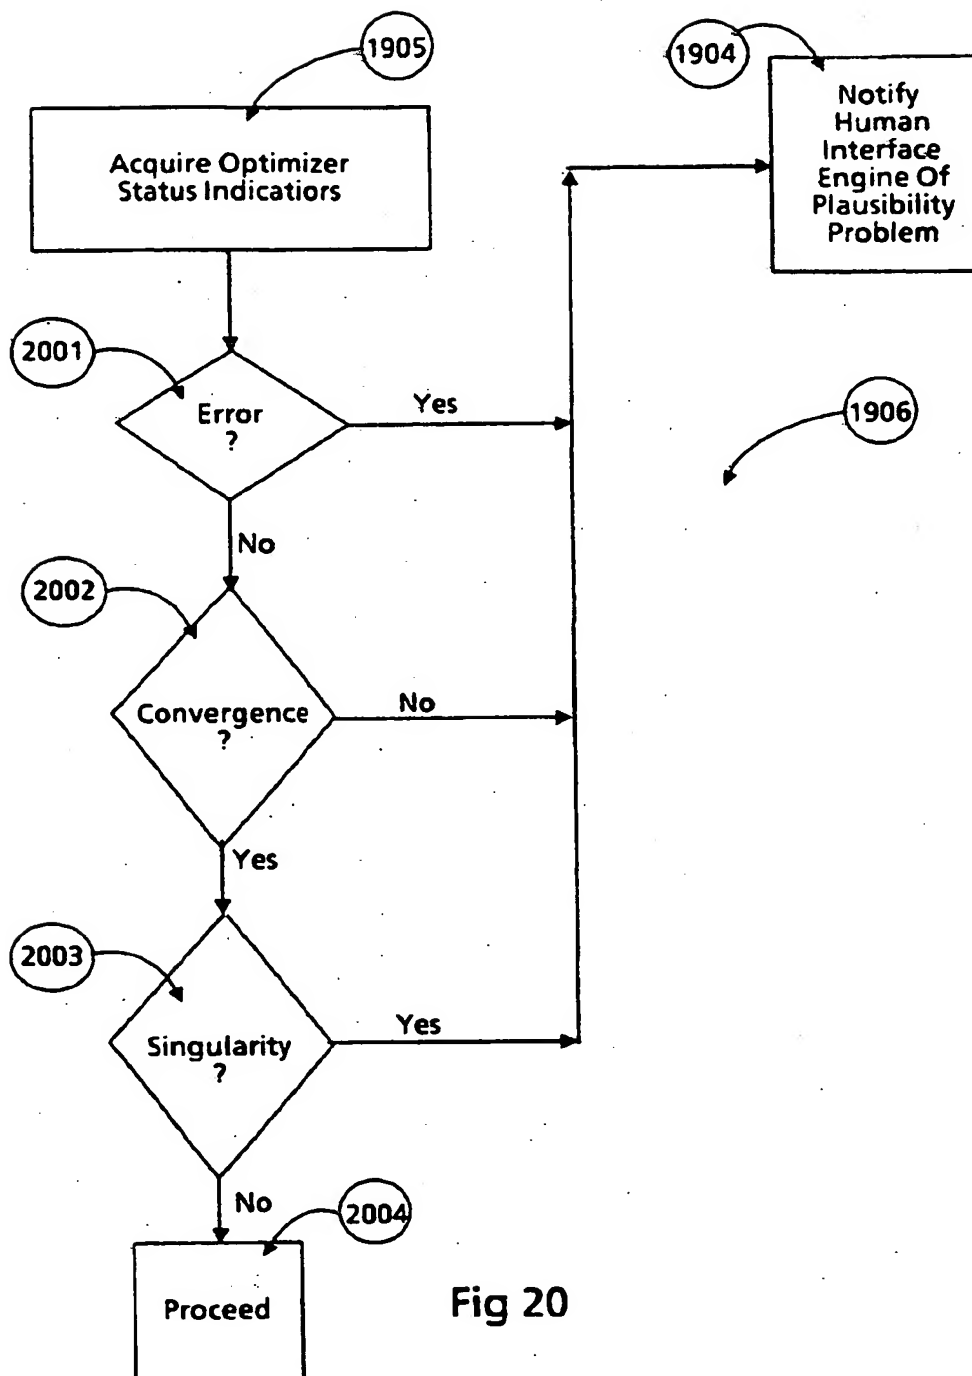 1905
1904
Acquire Optimizer
Status Indicatiors
Notify
Human
Interface
Engine Of
Plausibility
Problem
2001
Error
?
Yes
1906
No
2002
Convergence
?
No
Yes
2003
Singularity
?
Yes
No
2004
Proceed
Fig 20